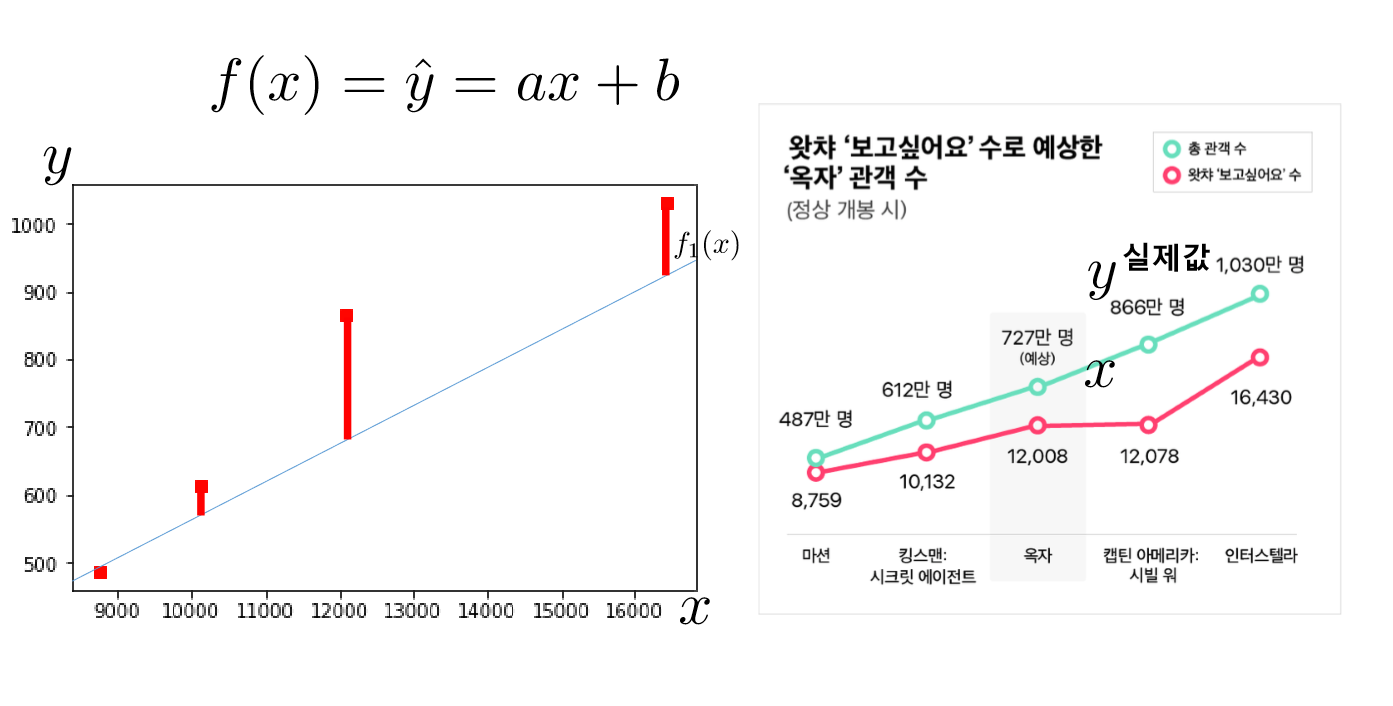 f(x) = ŷ = ax + b
y
1000
900
800
700
600
500
f₁(x)
9000 10000 11000 12000 13000 14000 15000 16000
x
왓챠 ‘보고싶어요’ 수로 예상한
‘옥자’ 관객 수
(정상 개봉 시)
총 관객 수
왓챠 ‘보고싶어요’ 수
y 실제값
1,030만 명
866만 명
727만 명
(예상)
x
612만 명
487만 명
16,430
12,008
12,078
10,132
8,759
마션
킹스맨:
시크릿 에이전트
옥자
캡틴 아메리카:
시빌 워
인터스텔라